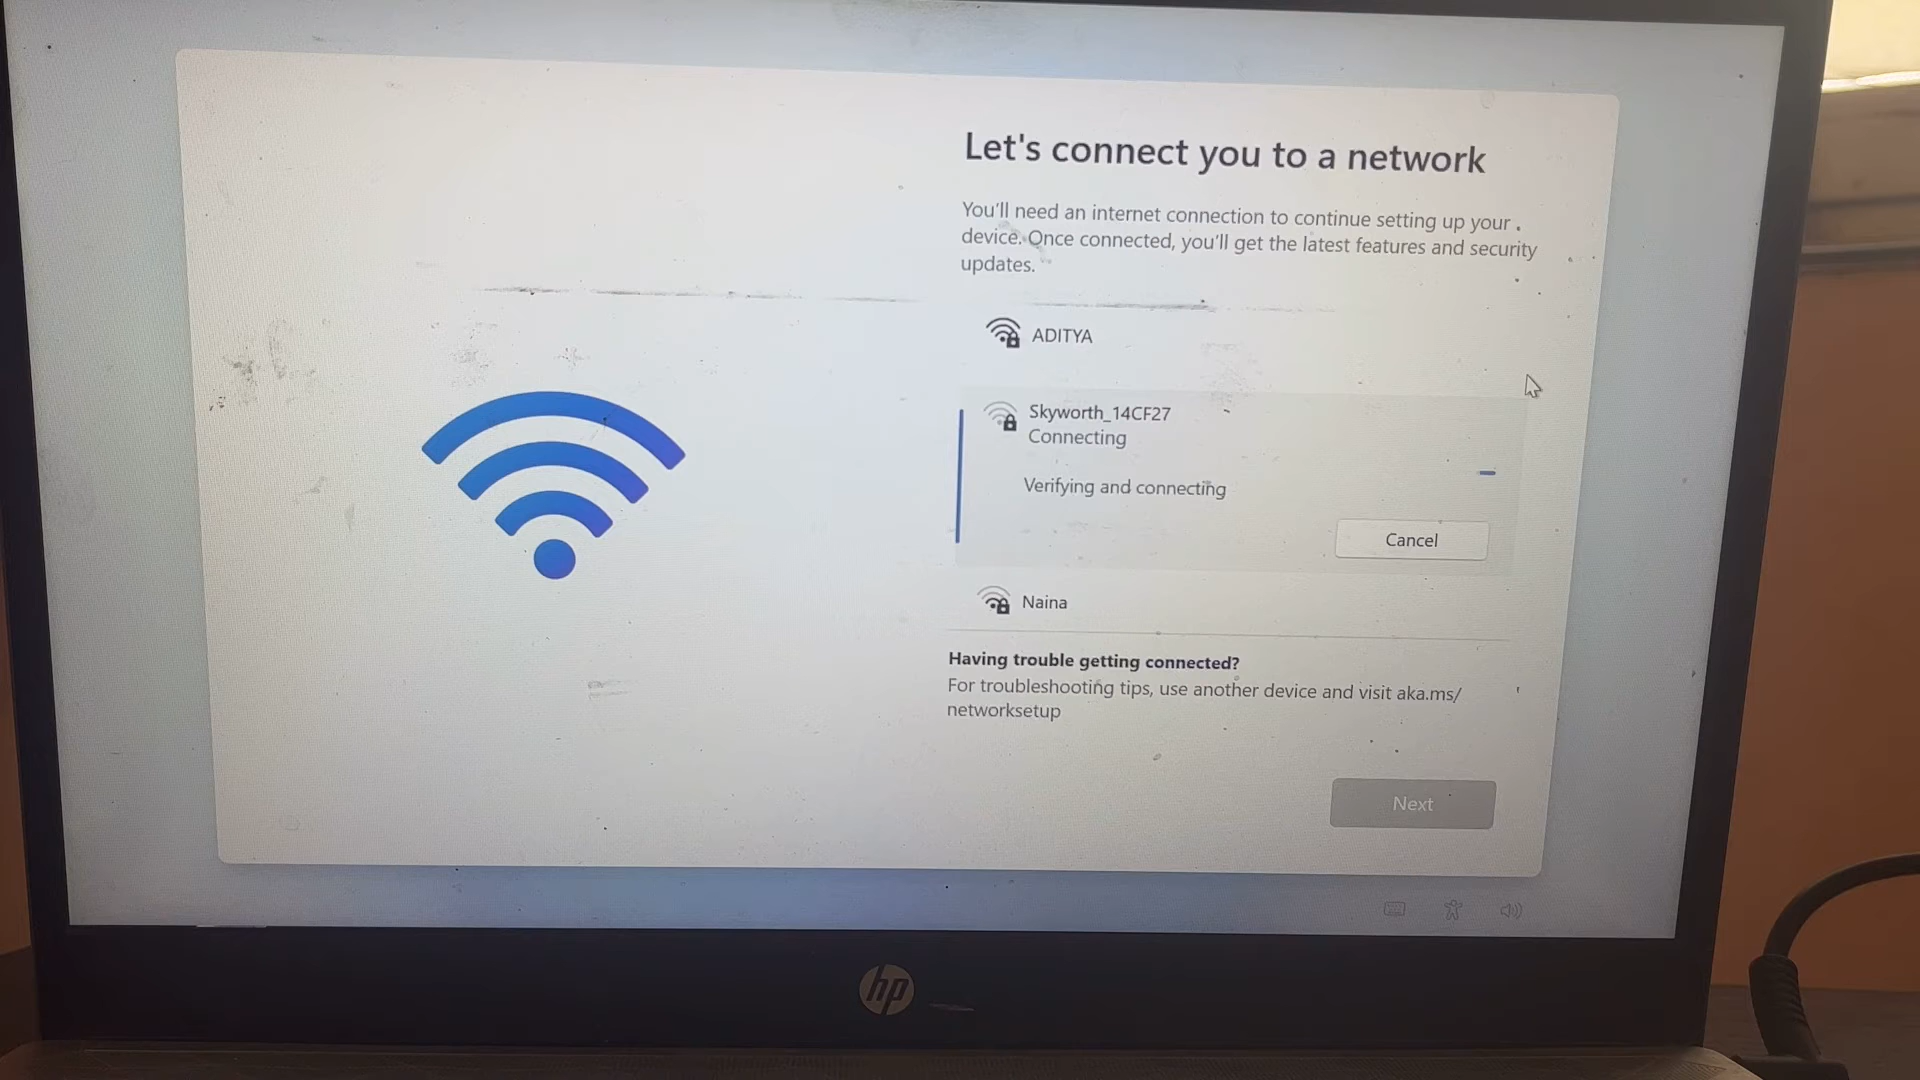 Let's connect you to a network
You'll need an internet connection to continue setting up your
device. Once connected, you'll get the latest features and security
updates.
ADITYA
Skyworth_14CF27
Connecting
Verifying and connecting
Cancel
Naina
Having trouble getting connected?
For troubleshooting tips, use another device and visit aka.ms/
networksetup
Next
hp